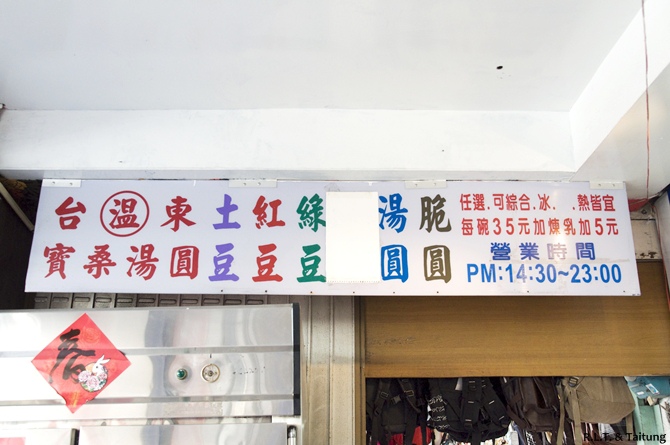 台 溫 東
寶桑湯圓
土豆
紅豆
綠豆
湯圓
脆圓
任選.可綜合.冰. .熱皆宜
每碗35元加煉乳加5元
營業時間
PM:14:30~23:00
春
& Taitung